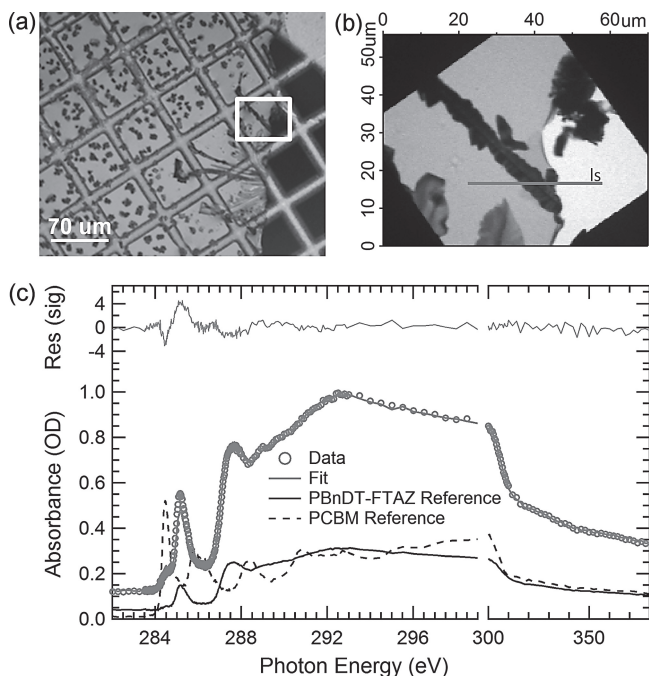 (a)
70 um
(b)
0 20 40 60um
50um
40
30
20
10
0
ls
(c)
Res (sig)
4
0
-4
Absorbance (OD)
1.0
0.8
0.6
0.4
0.2
0.0
Data
Fit
PBnDT-FTAZ Reference
PCBM Reference
284 288 292 296 300 350
Photon Energy (eV)